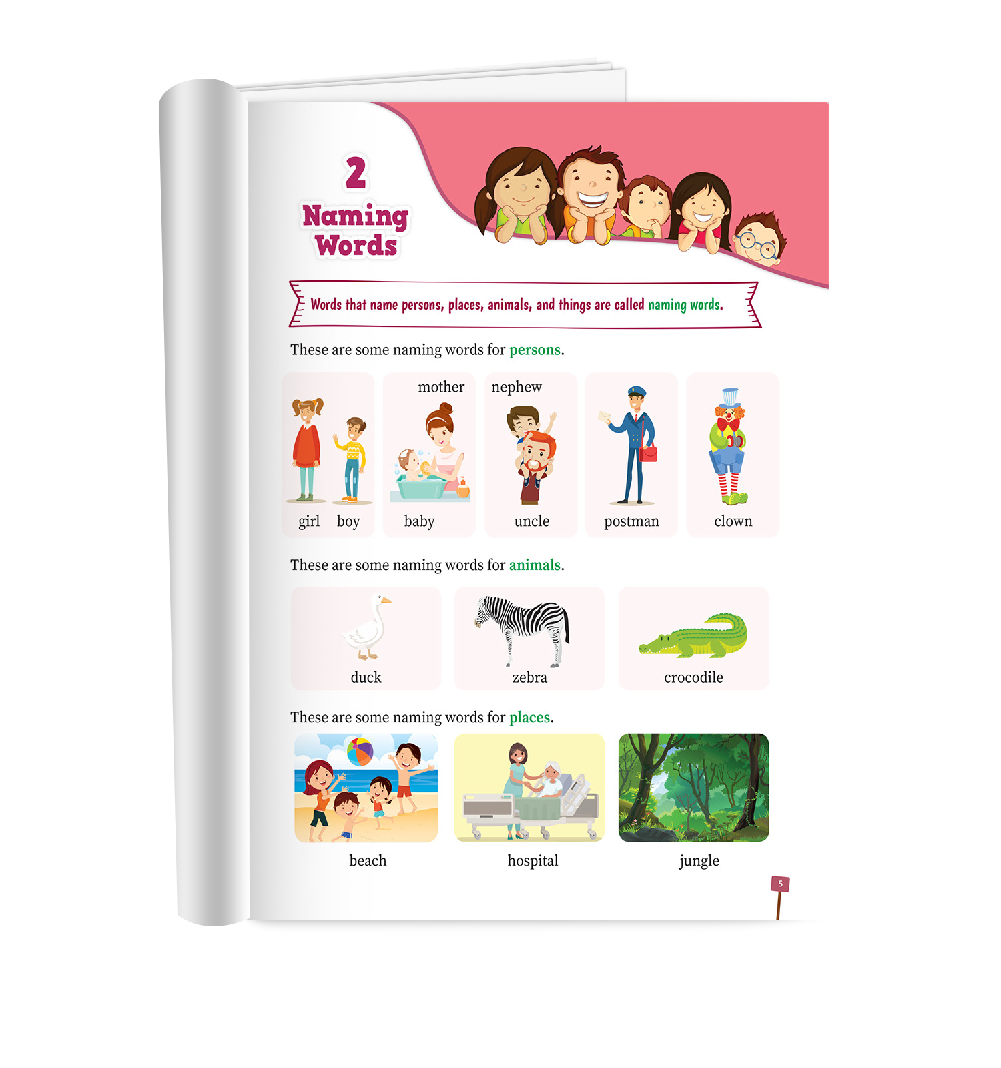 2
Naming
Words
Words that name persons, places, animals, and things are called naming words.
These are some naming words for persons.
mother nephew
girl boy baby uncle postman clown
These are some naming words for animals.
duck zebra crocodile
These are some naming words for places.
beach hospital jungle
5